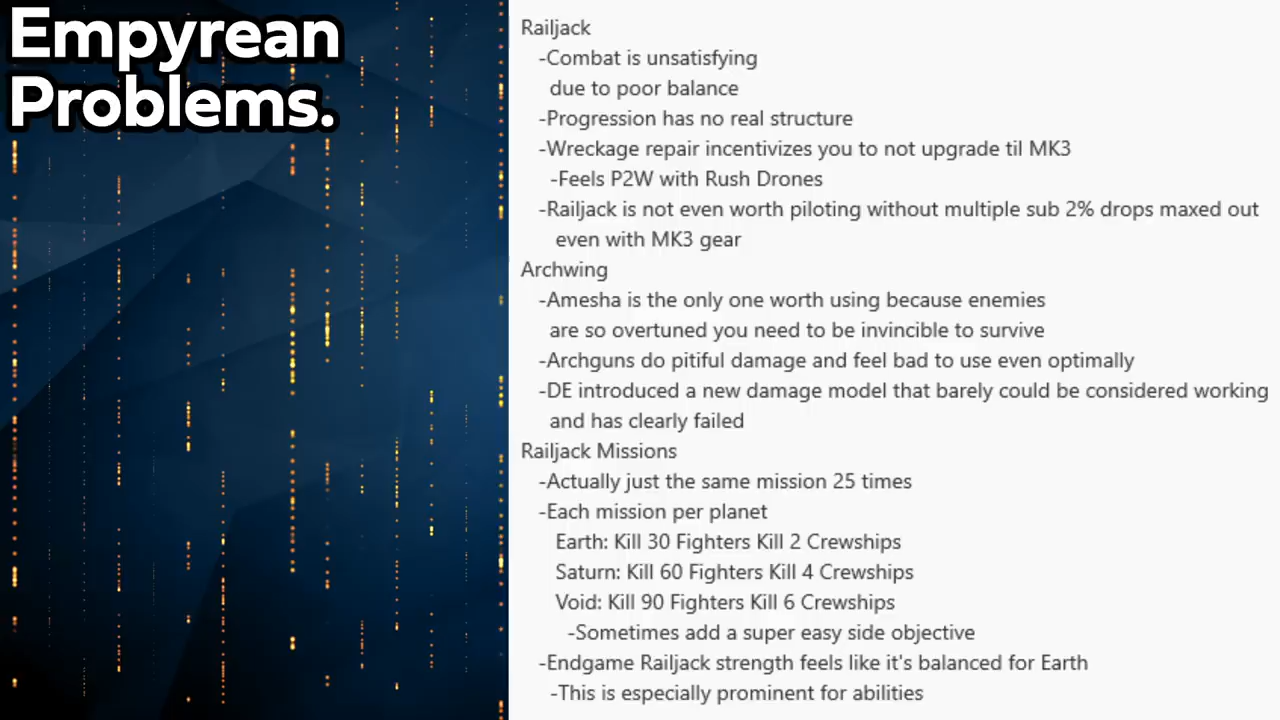 Empyrean
Problems.
Railjack
-Combat is unsatisfying
due to poor balance
-Progression has no real structure
-Wreckage repair incentivizes you to not upgrade til MK3
-Feels P2W with Rush Drones
-Railjack is not even worth piloting without multiple sub 2% drops maxed out
even with MK3 gear
Archwing
-Amesha is the only one worth using because enemies
are so overtuned you need to be invincible to survive
-Archguns do pitiful damage and feel bad to use even optimally
-DE introduced a new damage model that barely could be considered working
and has clearly failed
Railjack Missions
-Actually just the same mission 25 times
-Each mission per planet
Earth: Kill 30 Fighters Kill 2 Crewships
Saturn: Kill 60 Fighters Kill 4 Crewships
Void: Kill 90 Fighters Kill 6 Crewships
-Sometimes add a super easy side objective
-Endgame Railjack strength feels like it's balanced for Earth
-This is especially prominent for abilities